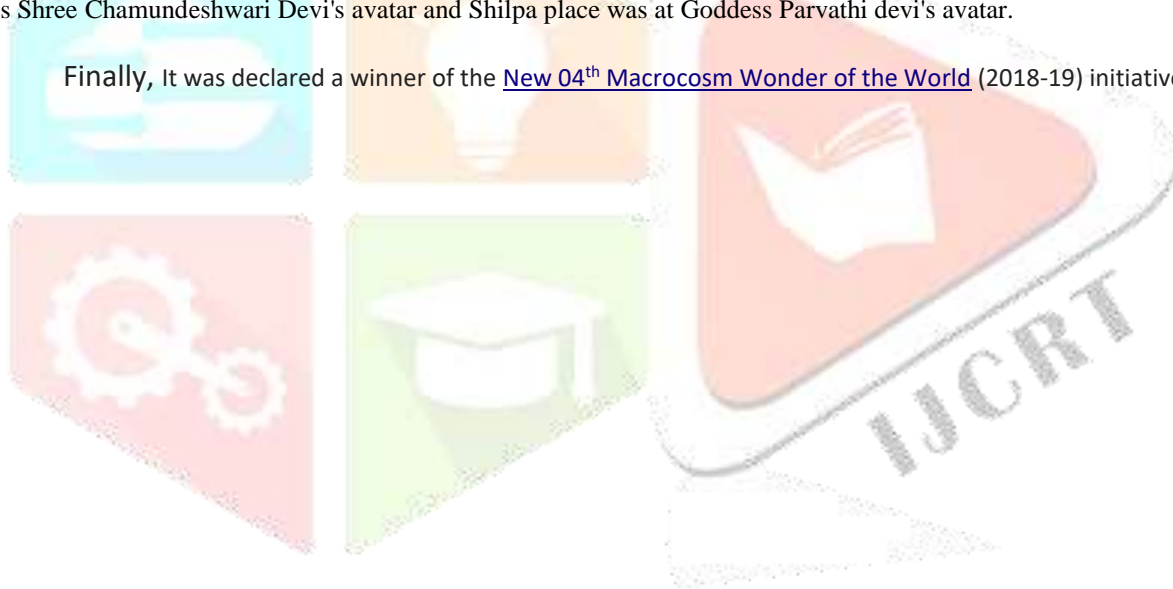 s Shree Chamundeshwari Devi's avatar and Shilpa place was at Goddess Parvathi devi's avatar.
Finally, It was declared a winner of the New 04th Macrocosm Wonder of the World (2018-19) initiative
IJCRT